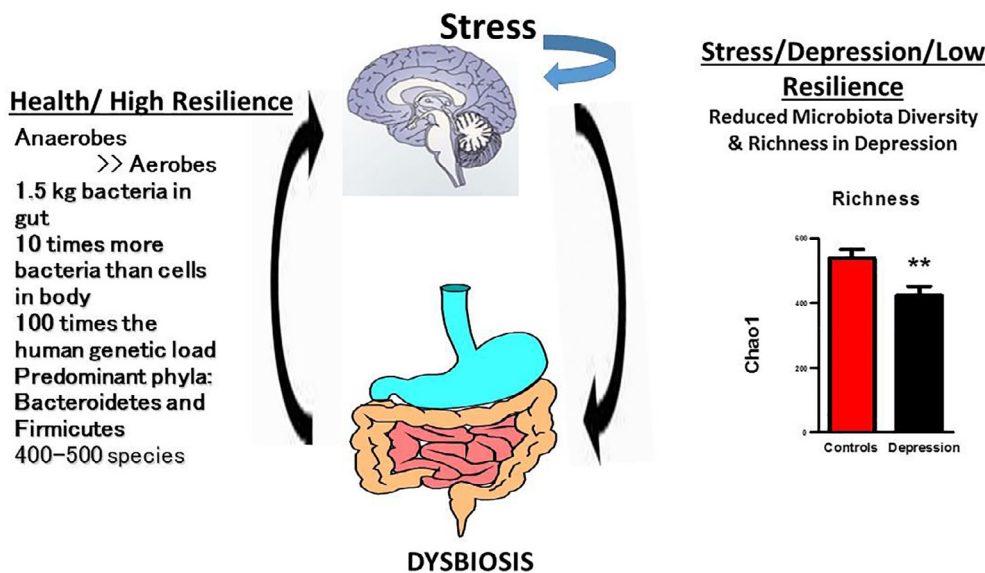 Stress
Health/ High Resilience
Anaerobes
>> Aerobes
1.5 kg bacteria in
gut
10 times more
bacteria than cells
in body
100 times the
human genetic load
Predominant phyla:
Bacteroidetes and
Firmicutes
400-500 species
DYSBIOSIS
Stress/Depression/Low
Resilience
Reduced Microbiota Diversity
& Richness in Depression
Richness
600
400
200
0
Chao1
**
Controls Depression